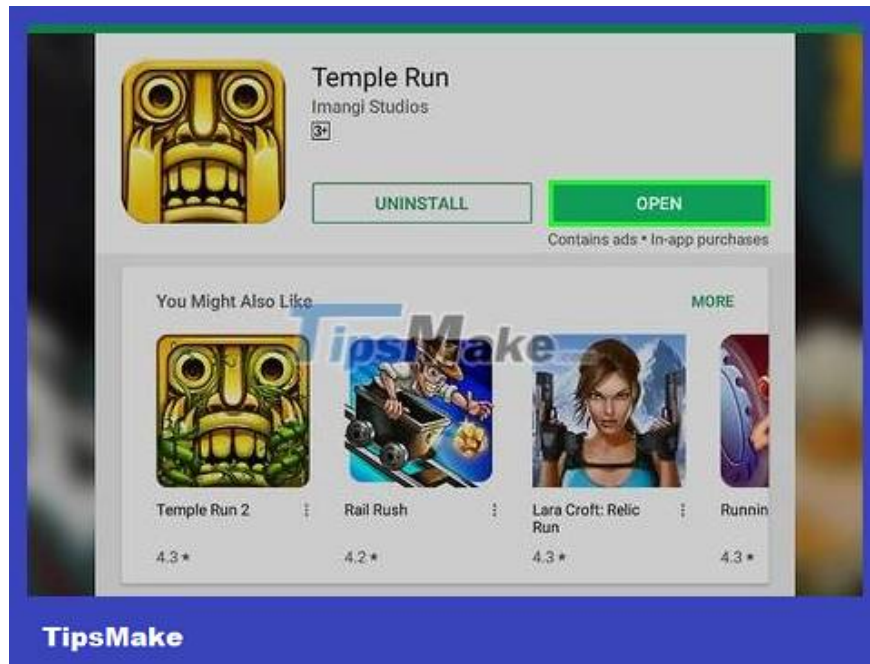 Temple Run
Imangi Studios
3+
UNINSTALL
OPEN
Contains ads • In-app purchases
You Might Also Like
MORE
TipsMake
Temple Run 2
Rail Rush
Lara Croft: Relic
Run
Runnin
4.3 ★
4.2 ★
4.3 ★
4.3 ★
TipsMake